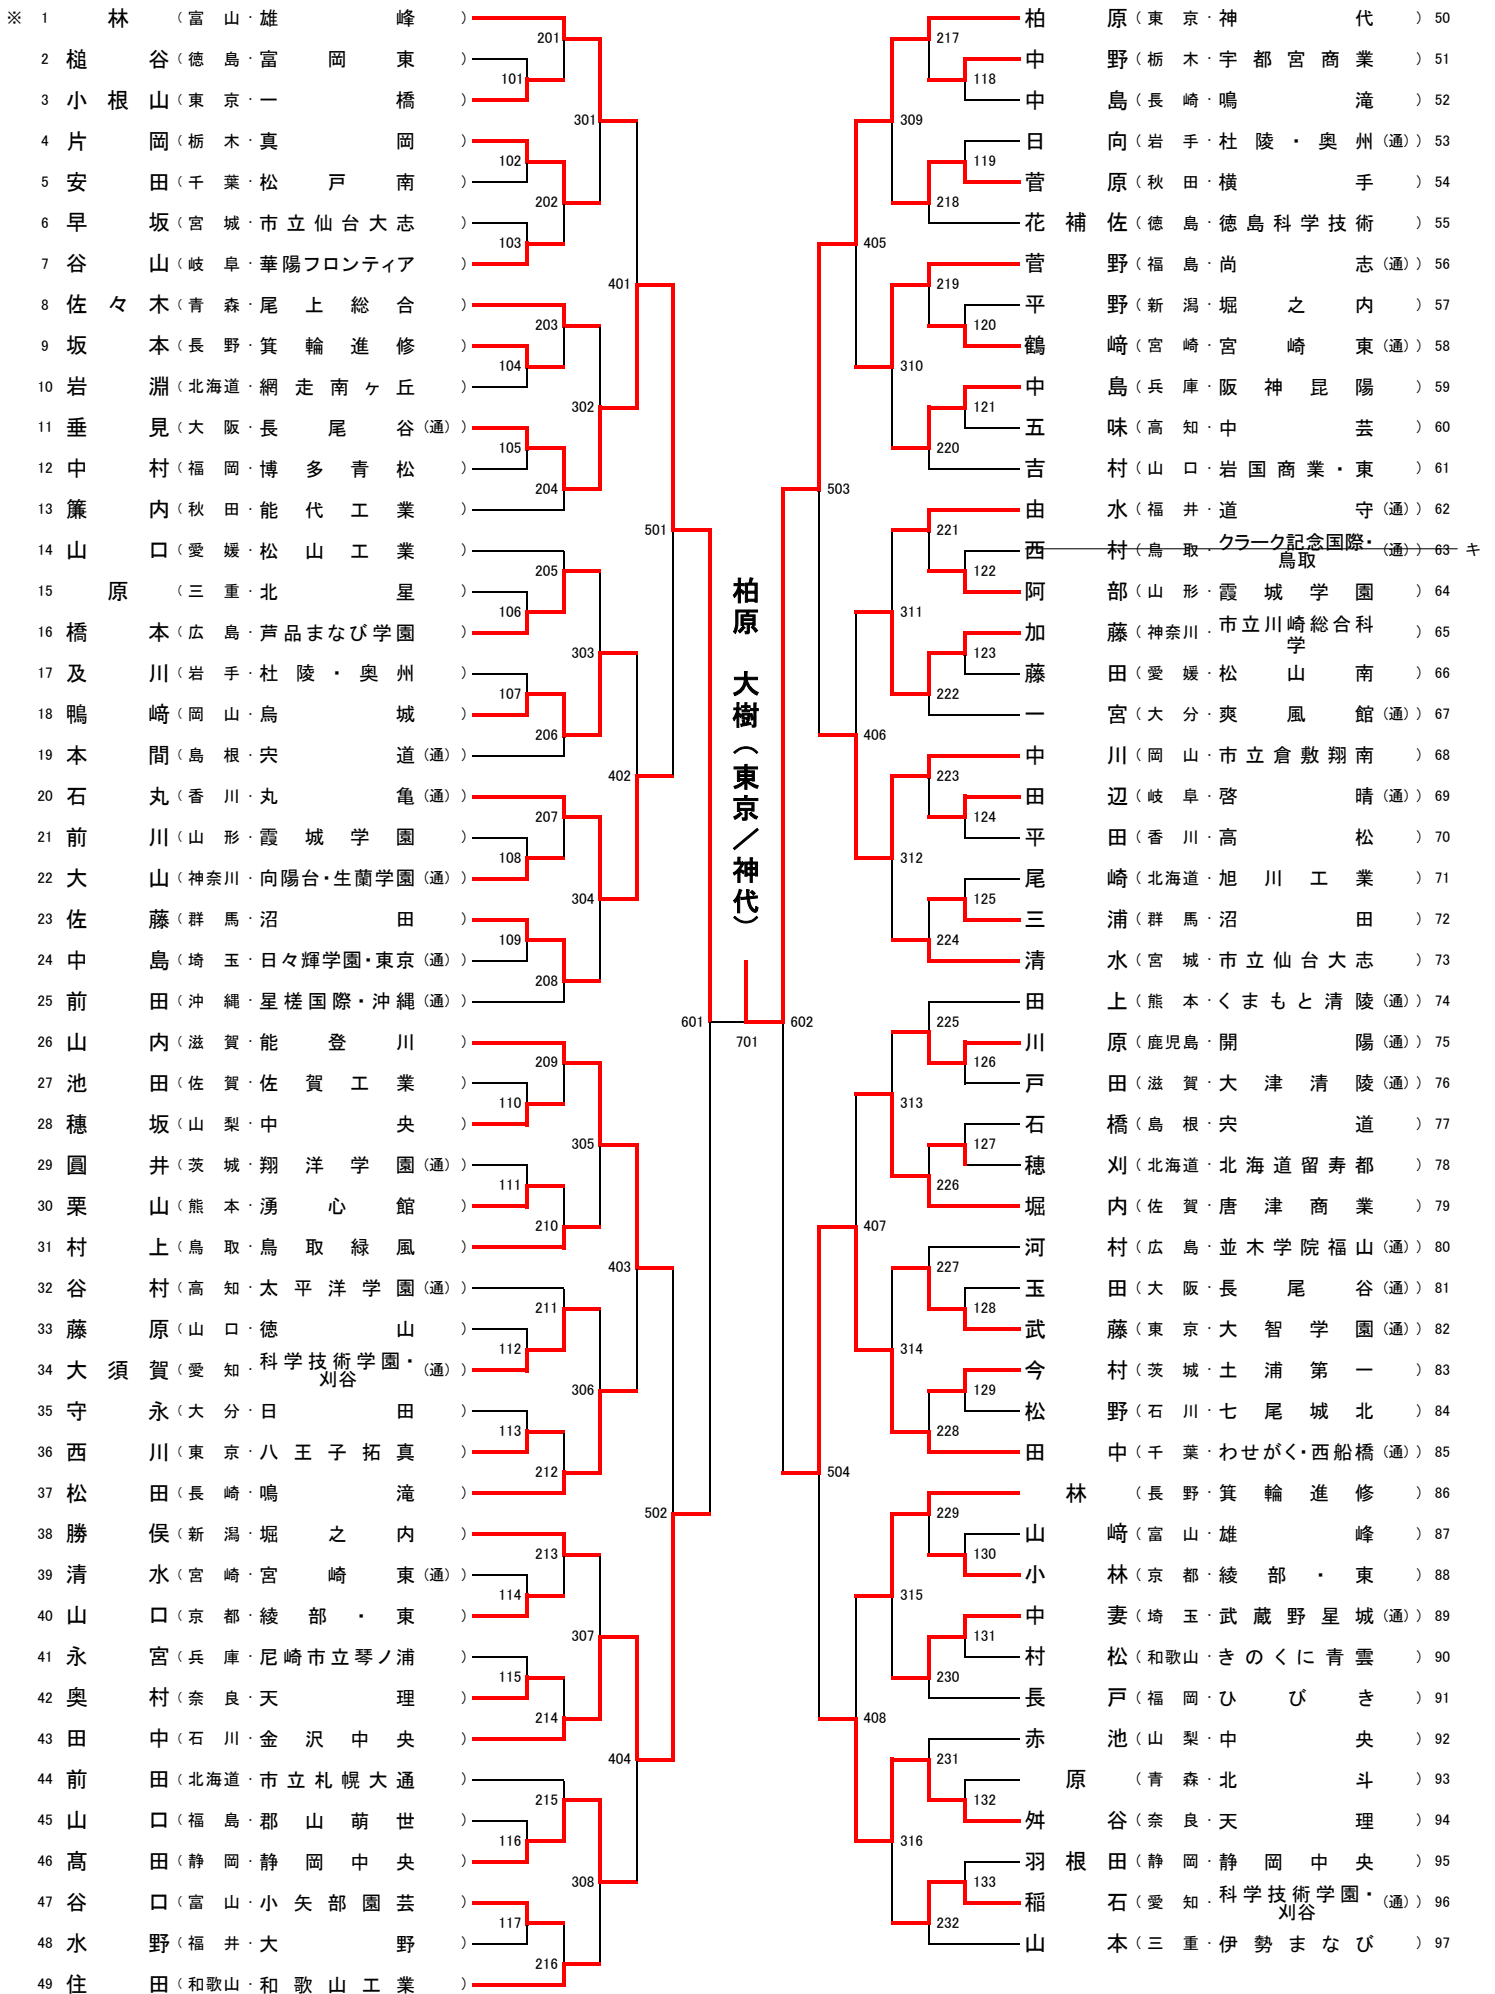 ※ 1 林 (富山・雄峰)
2 槌谷 (徳島・富岡東)
3 小根山 (東京・一橋)
4 片岡 (栃木・真岡)
5 安田 (千葉・松戸南)
6 早坂 (宮城・市立仙台大志)
7 谷山 (岐阜・華陽フロンティア)
8 佐々木 (青森・尾上総合)
9 坂本 (長野・箕輪進修)
10 岩淵 (北海道・網走南ヶ丘)
11 垂見 (大阪・長尾谷(通))
12 中村 (福岡・博多青松)
13 簾内 (秋田・能代工業)
14 山口 (愛媛・松山工業)
15 原 (三重・北星)
16 橋本 (広島・芦品まなび学園)
17 及川 (岩手・杜陵・奥州)
18 鴨﨑 (岡山・烏城)
19 本間 (島根・宍道(通))
20 石丸 (香川・丸亀(通))
21 前川 (山形・霞城学園)
22 大山 (神奈川・向陽台・生蘭学園(通))
23 佐藤 (群馬・沼田)
24 中島 (埼玉・日々輝学園・東京(通))
25 前田 (沖縄・星槎国際・沖縄(通))
26 山内 (滋賀・能登川)
27 池田 (佐賀・佐賀工業)
28 穂坂 (山梨・中央)
29 圓井 (茨城・翔洋学園(通))
30 栗山 (熊本・湧心館)
31 村上 (鳥取・鳥取緑風)
32 谷村 (高知・太平洋学園(通))
33 藤原 (山口・徳山)
34 大須賀 (愛知・科学技術学園・刈谷(通))
35 守永 (大分・日田)
36 西川 (東京・八王子拓真)
37 松田 (長崎・鳴滝)
38 勝俣 (新潟・堀之内)
39 清水 (宮崎・宮崎東(通))
40 山口 (京都・綾部・東)
41 永宮 (兵庫・尼崎市立琴ノ浦)
42 奥村 (奈良・天理)
43 田中 (石川・金沢中央)
44 前田 (北海道・市立札幌大通)
45 山口 (福島・郡山萌世)
46 髙田 (静岡・静岡中央)
47 谷口 (富山・小矢部園芸)
48 水野 (福井・大野)
49 住田 (和歌山・和歌山工業)
101
102
103
104
105
106
107
108
109
110
111
112
113
114
115
116
117
201
202
203
204
205
206
207
208
209
210
211
212
213
214
215
216
301
302
303
304
305
306
307
308
401
402
403
404
501
502
601
柏原 大樹(東京/神代)
701
602
503
504
405
406
407
408
309
310
311
312
313
314
315
316
217
218
219
220
221
222
223
224
225
226
227
228
229
230
231
232
118
119
120
121
122
123
124
125
126
127
128
129
130
131
132
133
柏原 (東京・神代) 50
中野 (栃木・宇都宮商業) 51
中島 (長崎・鳴滝) 52
日向 (岩手・杜陵・奥州(通)) 53
菅原 (秋田・横手) 54
花補佐 (徳島・徳島科学技術) 55
菅野 (福島・尚志(通)) 56
平野 (新潟・堀之内) 57
鶴﨑 (宮崎・宮崎東(通)) 58
中島 (兵庫・阪神昆陽) 59
五味 (高知・中芸) 60
吉村 (山口・岩国商業・東) 61
由水 (福井・道守(通)) 62
西村 (鳥取・クラーク記念国際・鳥取(通)) 63 キ
阿部 (山形・霞城学園) 64
加藤 (神奈川・市立川崎総合科学) 65
藤田 (愛媛・松山南) 66
一宮 (大分・爽風館(通)) 67
中川 (岡山・市立倉敷翔南) 68
田辺 (岐阜・啓晴(通)) 69
平田 (香川・高松) 70
尾崎 (北海道・旭川工業) 71
三浦 (群馬・沼田) 72
清水 (宮城・市立仙台大志) 73
田上 (熊本・くまもと清陵(通)) 74
川原 (鹿児島・開陽(通)) 75
戸田 (滋賀・大津清陵(通)) 76
石橋 (島根・宍道) 77
穂刈 (北海道・北海道留寿都) 78
堀内 (佐賀・唐津商業) 79
河村 (広島・並木学院福山(通)) 80
玉田 (大阪・長尾谷(通)) 81
武藤 (東京・大智学園(通)) 82
今村 (茨城・土浦第一) 83
松野 (石川・七尾城北) 84
田中 (千葉・わせがく・西船橋(通)) 85
林 (長野・箕輪進修) 86
山﨑 (富山・雄峰) 87
小林 (京都・綾部・東) 88
中妻 (埼玉・武蔵野星城(通)) 89
村松 (和歌山・きのくに青雲) 90
長戸 (福岡・ひびき) 91
赤池 (山梨・中央) 92
原 (青森・北斗) 93
舛谷 (奈良・天理) 94
羽根田 (静岡・静岡中央) 95
稲石 (愛知・科学技術学園・刈谷(通)) 96
山本 (三重・伊勢まなび) 97